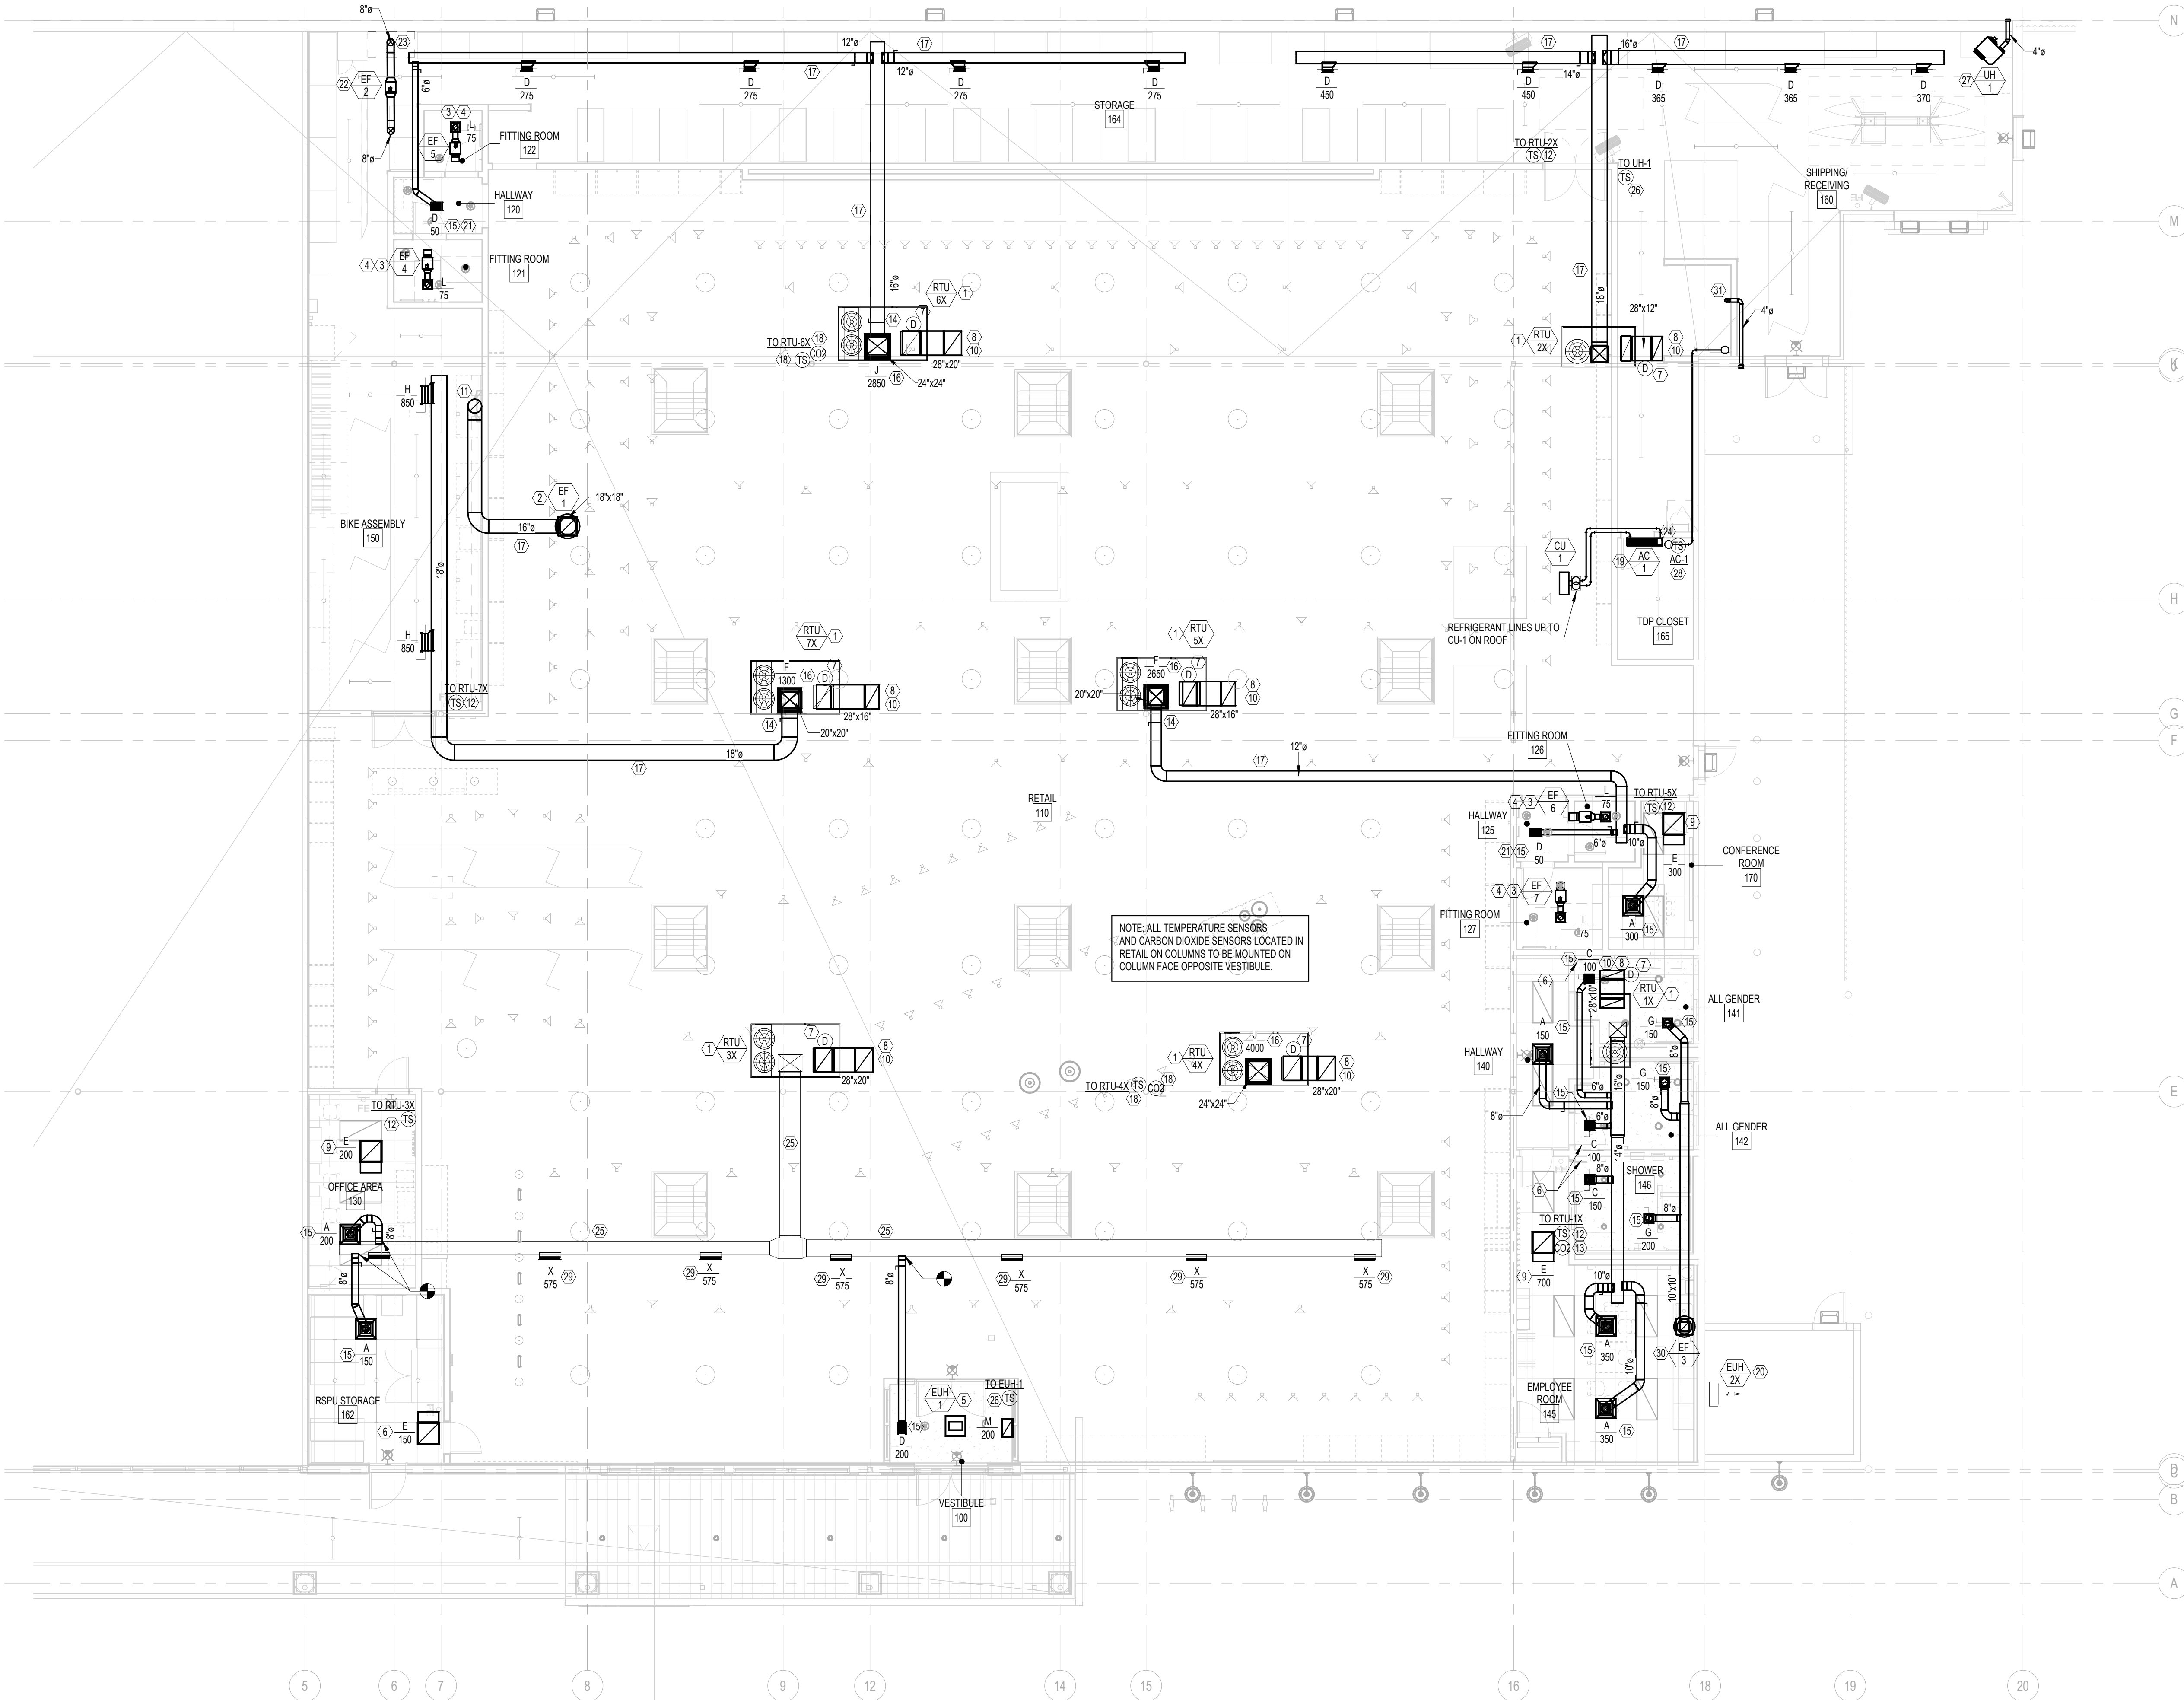 8"ø
N
23
12"ø
17
17
16"ø
17
4"ø
22
EF
2
6"ø
17
12"ø
14"ø
27
UH
1
D
275
D
275
D
275
D
275
D
450
D
450
D
365
D
365
D
370
STORAGE
164
3
4
L
75
EF
5
FITTING ROOM
122
8"ø
TO RTU-2X
TS
12
TO UH-1
TS
26
SHIPPING/
RECEIVING
160
HALLWAY
120
D
50
15
21
17
M
4
3
EF
4
FITTING ROOM
121
L
75
17
16"ø
RTU
6X
1
18"ø
28"x12"
31
4"ø
14
7
D
TO RTU-6X
18
CO2
18
TS
8
10
28"x20"
J
2850
16
24"x24"
1
RTU
2X
8
10
D
7
K
H
850
11
2
EF
1
18"x18"
16"ø
17
BIKE ASSEMBLY
150
18"ø
CU
1
24
TS
19
AC
1
AC-1
28
H
REFRIGERANT LINES UP TO
CU-1 ON ROOF
TDP CLOSET
165
H
850
RTU
7X
1
1
RTU
5X
F
1300
16
7
D
F
2650
16
7
D
TO RTU-7X
TS
12
8
10
28"x16"
20"x20"
8
10
28"x16"
14
20"x20"
14
G
F
18"ø
17
12"ø
17
FITTING ROOM
126
RETAIL
110
4
3
EF
6
L
75
TO RTU-5X
TS
12
9
HALLWAY
125
6"ø
10"ø
21
15
D
50
E
300
CONFERENCE
ROOM
170
4
3
EF
7
FITTING ROOM
127
L
75
A
300
15
NOTE: ALL TEMPERATURE SENSORS
AND CARBON DIOXIDE SENSORS LOCATED IN
RETAIL ON COLUMNS TO BE MOUNTED ON
COLUMN FACE OPPOSITE VESTIBULE.
15
C
100
10
8
7
D
6
28"x10"
RTU
1X
1
ALL GENDER
141
A
150
15
G
150
15
1
RTU
3X
7
D
8
10
28"x20"
1
RTU
4X
J
4000
16
7
D
8
10
28"x20"
HALLWAY
140
8"ø
16"ø
15
G
150
8"ø
TO RTU-4X
TS
CO2
18
18
24"x24"
6"ø
15
8"ø
6"ø
E
TO RTU-3X
12
TS
9
E
200
25
C
100
14"ø
ALL GENDER
142
8"ø
SHOWER
146
6
15
C
150
OFFICE AREA
130
15
A
200
8"ø
25
25
TO RTU-1X
TS
12
CO2
13
15
8"ø
G
200
8"ø
X
575
29
29
X
575
29
X
575
8"ø
29
X
575
29
X
575
X
575
29
9
E
700
10"ø
10"x10"
15
A
150
15
A
350
10"ø
30
EF
3
EUH
2X
20
RSPU STORAGE
162
6
E
150
EUH
1
5
TO EUH-1
26
TS
15
M
200
D
200
EMPLOYEE
ROOM
145
A
350
15
VESTIBULE
100
B
A
5
6
7
8
9
12
14
15
16
18
19
20